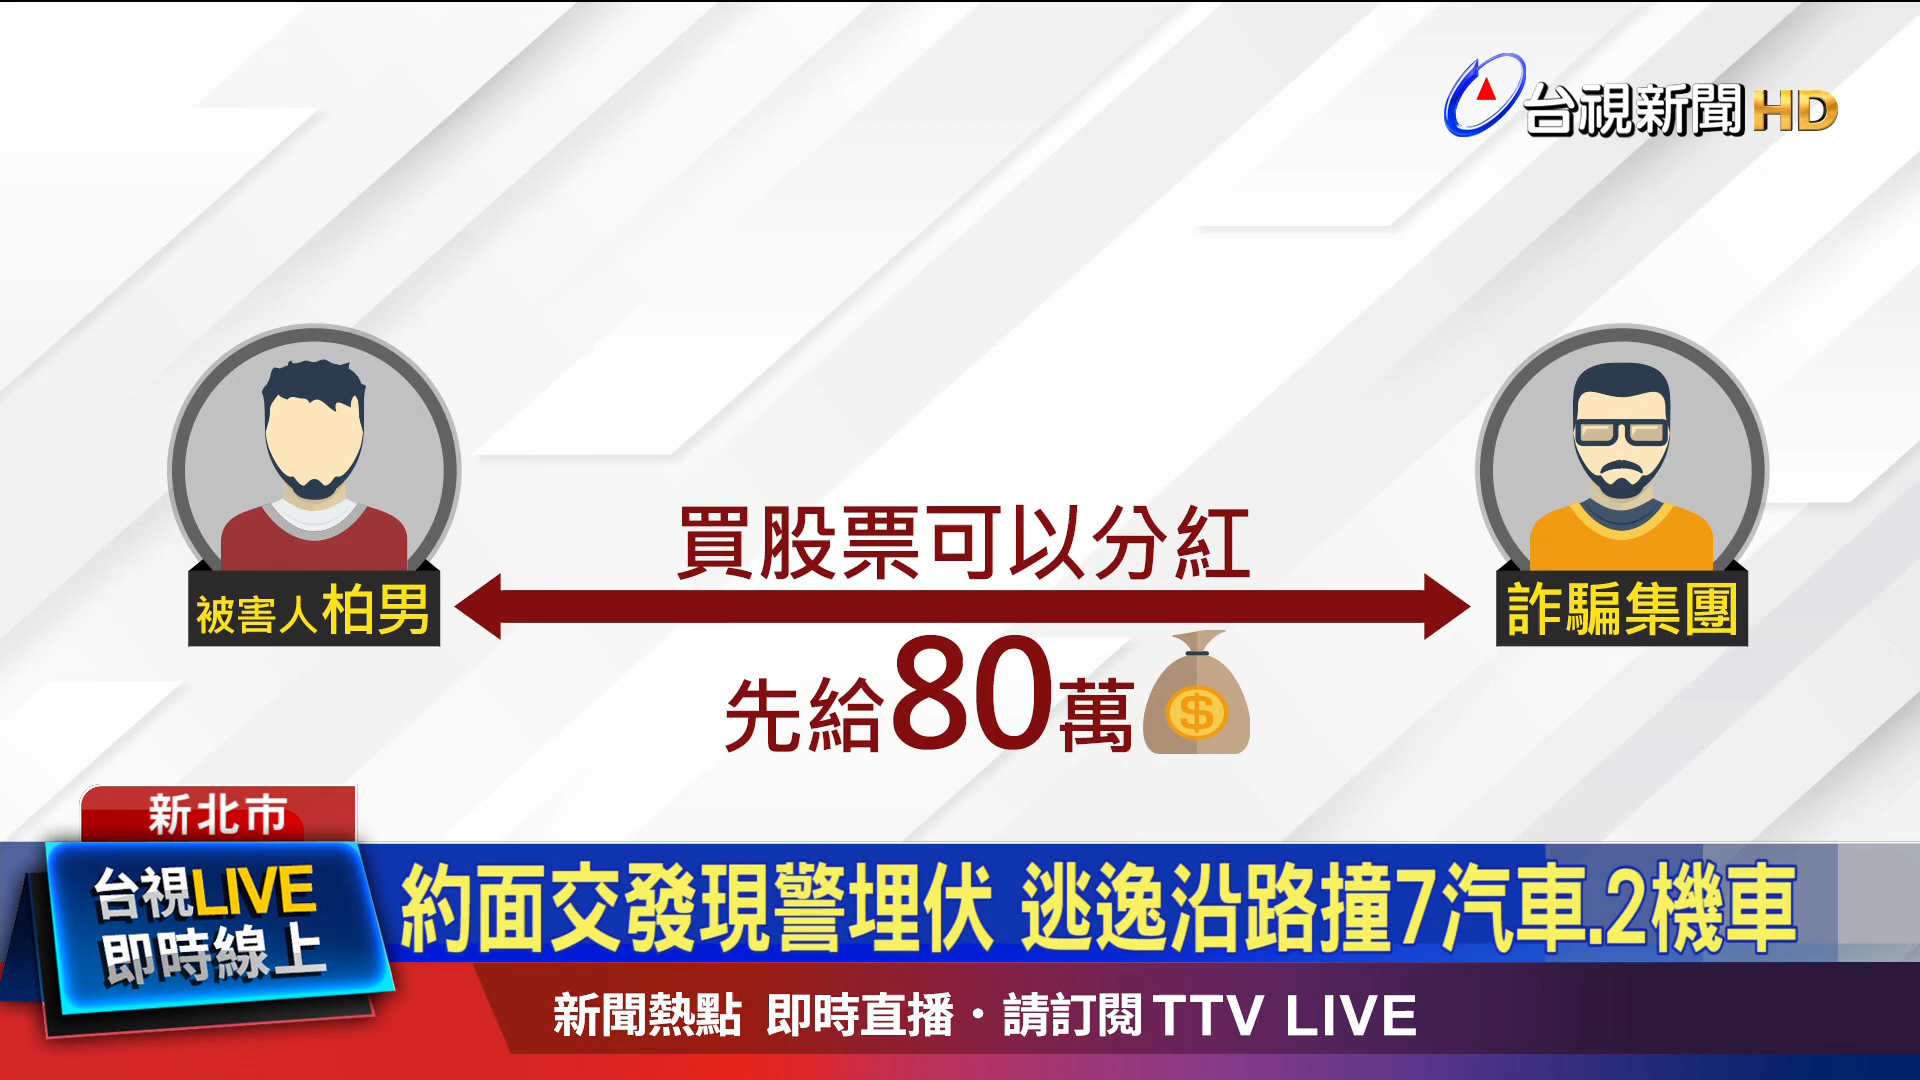 台視新聞HD
買股票可以分紅
被害人柏男
詐騙集團
先給80萬
$
新北市
台視LIVE
即時線上
約面交發現警埋伏 逃逸沿路撞7汽車.2機車
新聞熱點 即時直播・請訂閱TTV LIVE